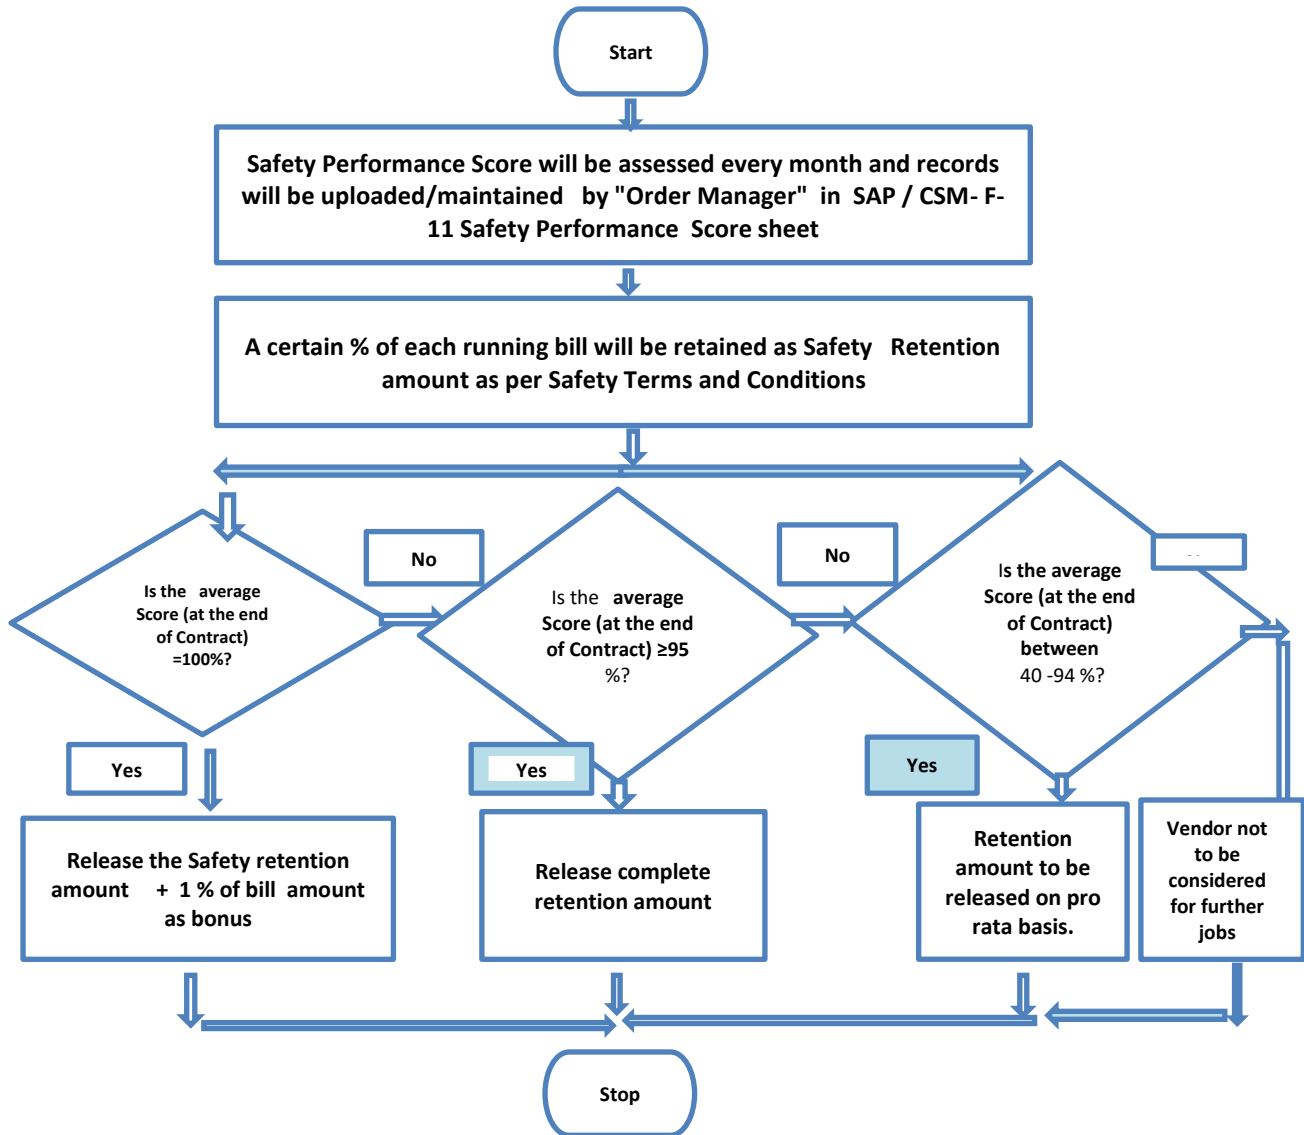 Start
Safety Performance Score will be assessed every month and records
will be uploaded/maintained by "Order Manager" in SAP / CSM- F-
11 Safety Performance Score sheet
A certain % of each running bill will be retained as Safety Retention
amount as per Safety Terms and Conditions
No
No
Is the average
Score (at the end
of Contract)
=100%?
Is the average
Score (at the end
of Contract) ≥95
%?
Is the average
Score (at the end
of Contract)
between
40 -94 %?
Yes
Yes
Yes
Release the Safety retention
amount + 1 % of bill amount
as bonus
Release complete
retention amount
Retention
amount to be
released on pro
rata basis.
Vendor not
to be
considered
for further
jobs
Stop